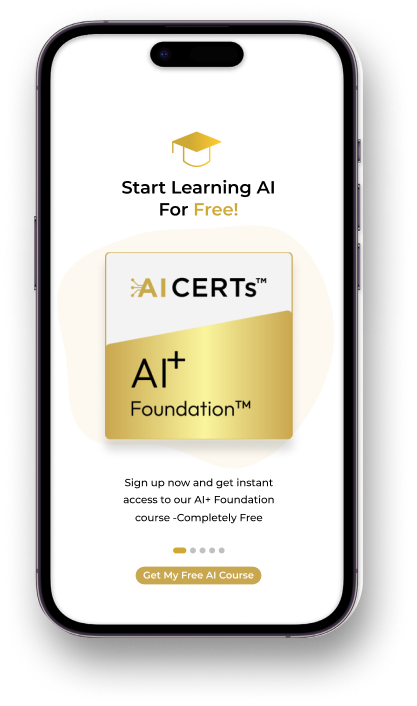 Start Learning AI
For Free!
AI CERTs™
AI+
Foundation™
Sign up now and get instant
access to our AI+ Foundation
course -Completely Free
Get My Free AI Course